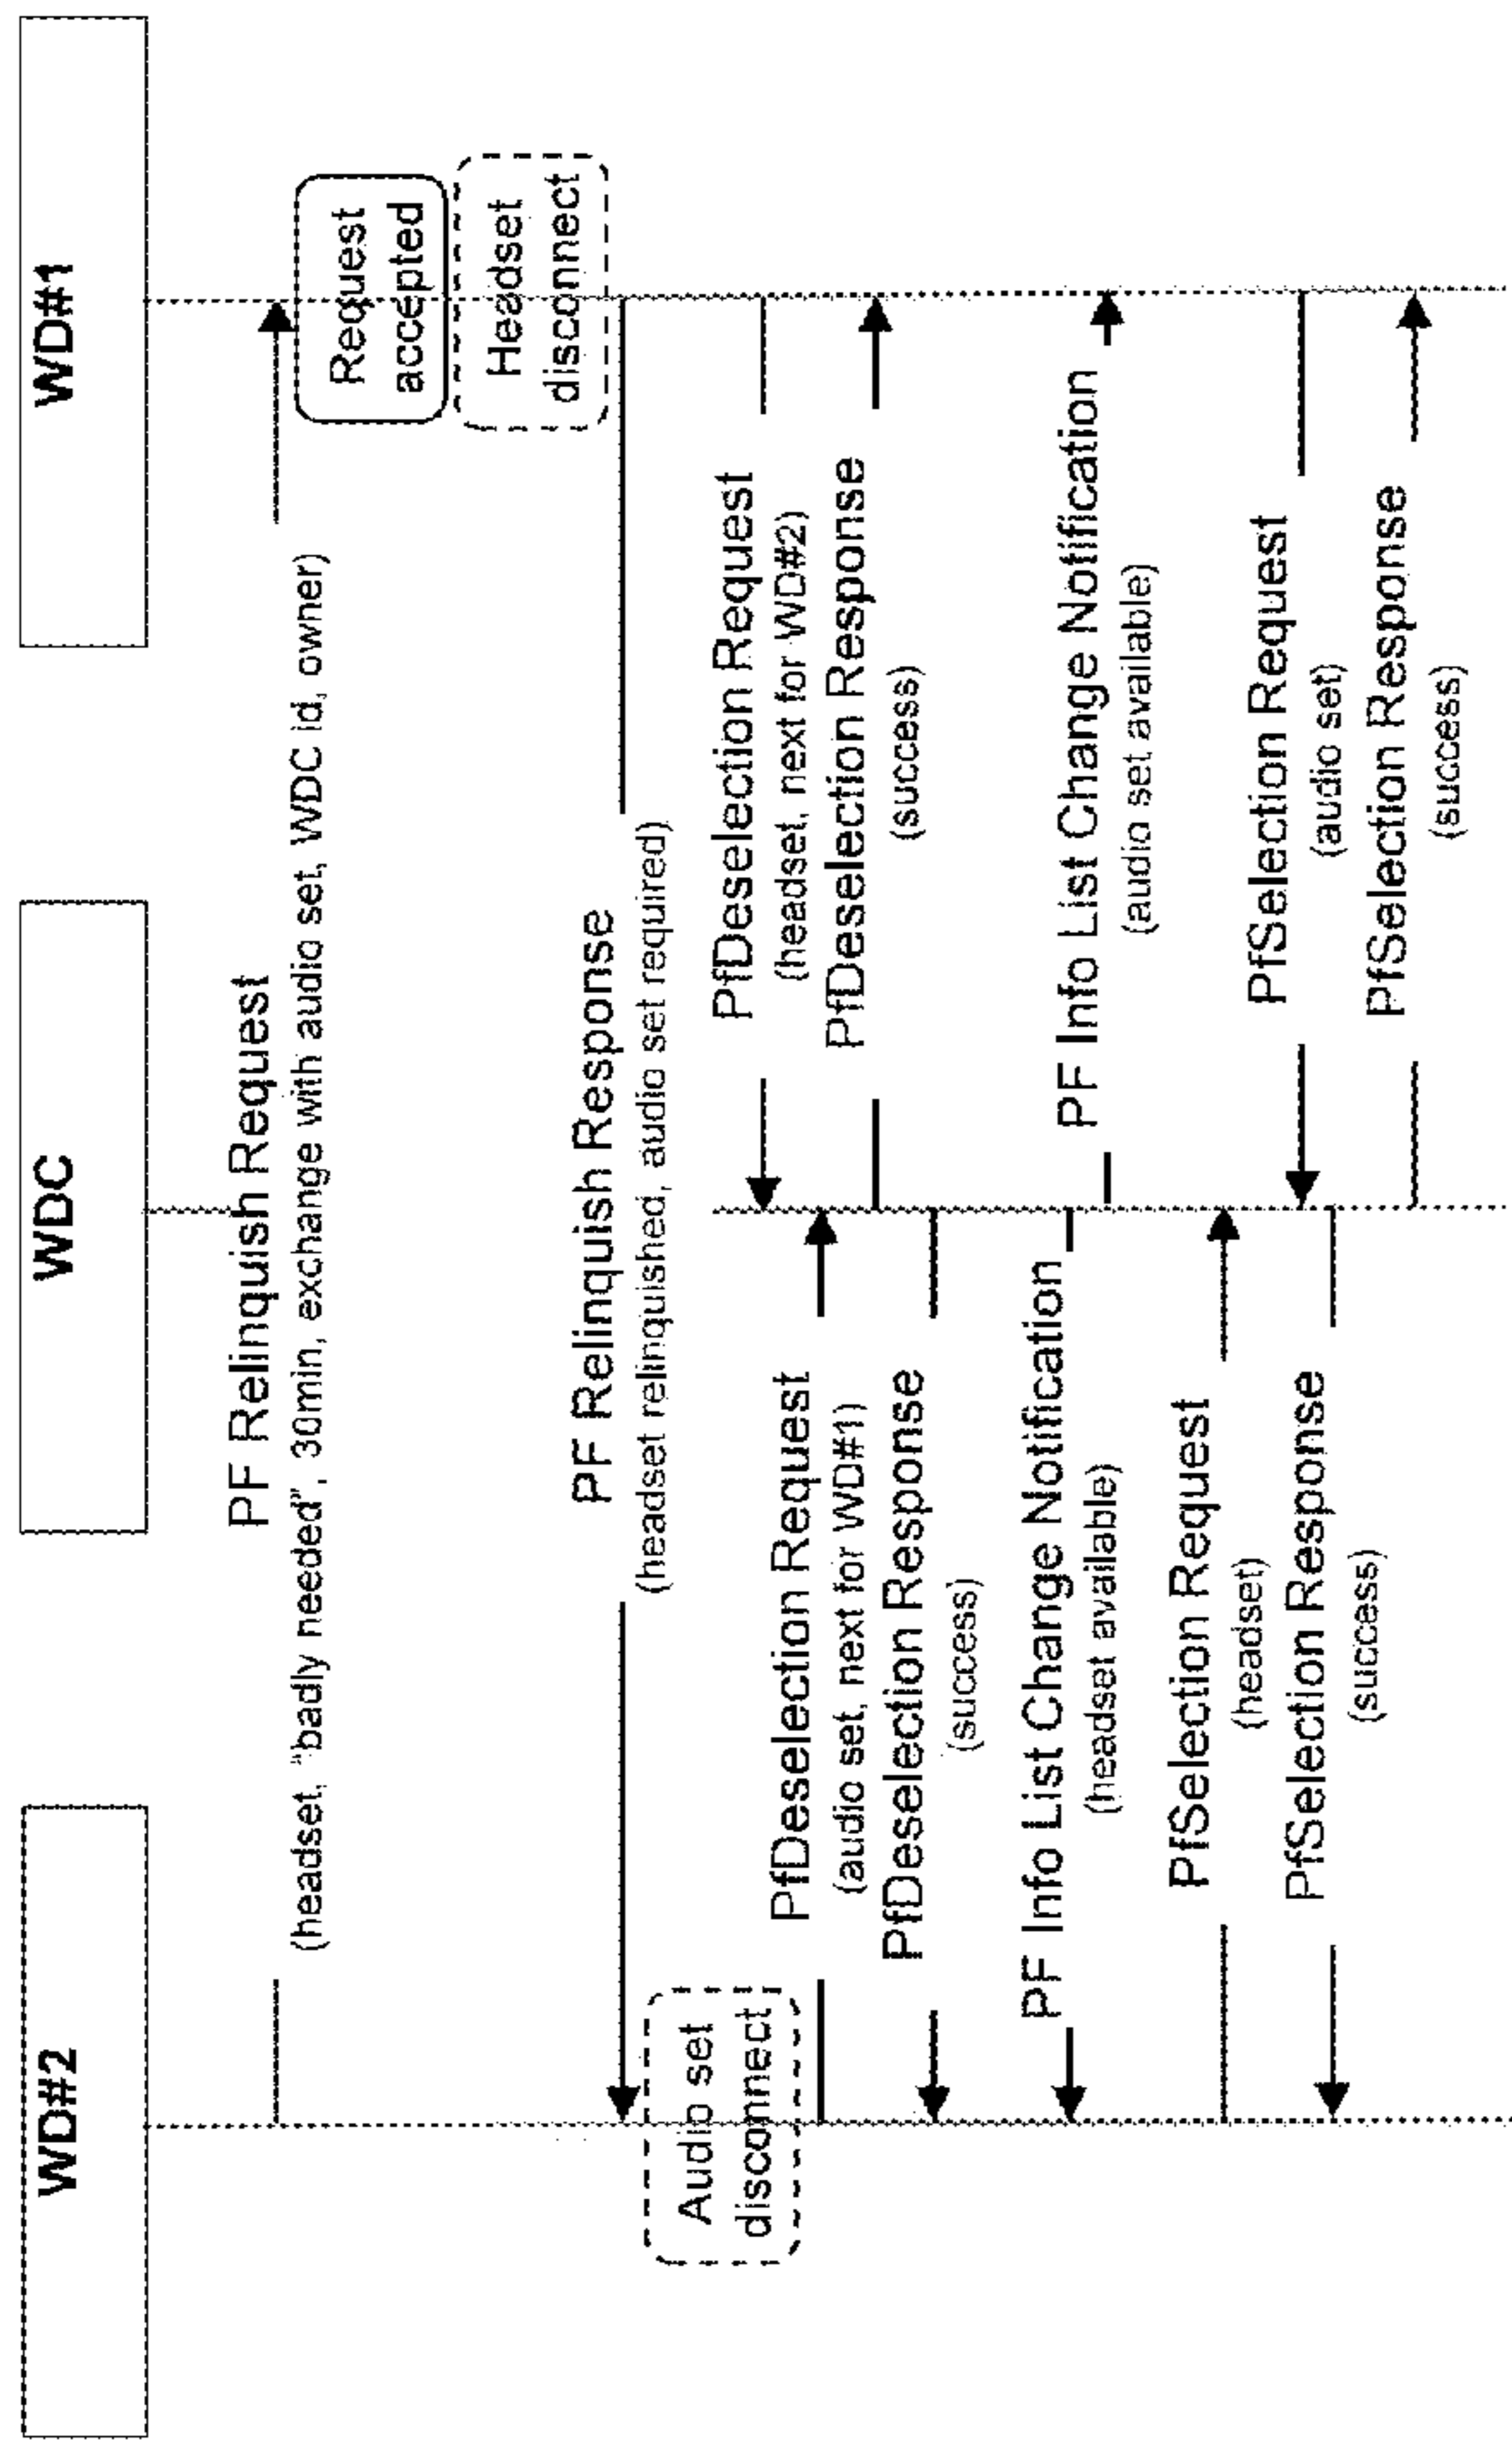 WD#2
WDC
WD#1
PF Relinquish Request
(headset, "badly needed", 30min, exchange with audio set, WDC id, owner)
Request
accepted
Headset
disconnect
PF Relinquish Response
(headset relinquished, audio set required)
Audio set
disconnect
PfDeselection Request
(headset, next for WD#2)
PfDeselection Request
(audio set, next for WD#1)
PfDeselection Response
(success)
PfDeselection Response
(success)
PF Info List Change Notification
(headset available)
PF Info List Change Notification
(audio set available)
PfSelection Request
(headset)
PfSelection Request
(audio set)
PfSelection Response
(success)
PfSelection Response
(success)